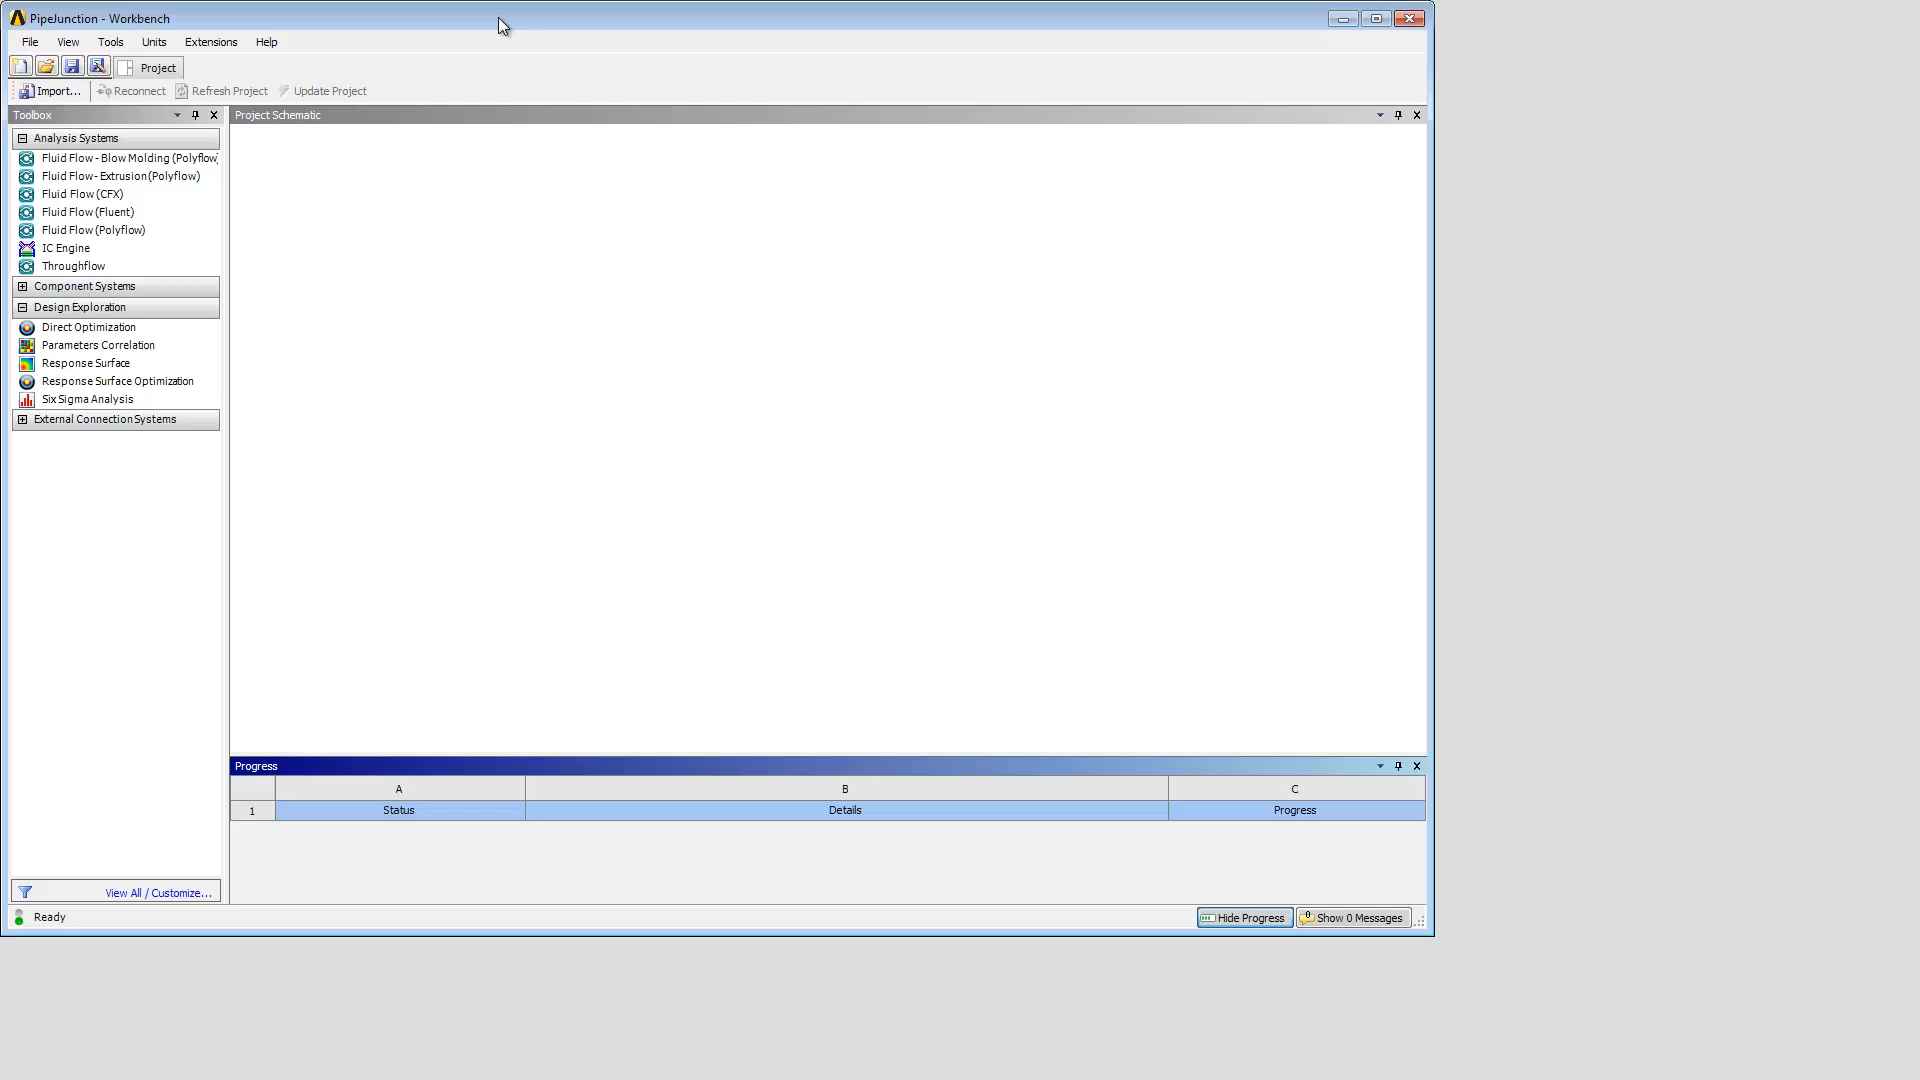 PipeJunction - Workbench
File View Tools Units Extensions Help
Project
Import... Reconnect Refresh Project Update Project
Toolbox
Project Schematic
Analysis Systems
Fluid Flow - Blow Molding (Polyflow)
Fluid Flow - Extrusion (Polyflow)
Fluid Flow (CFX)
Fluid Flow (Fluent)
Fluid Flow (Polyflow)
IC Engine
Throughflow
Component Systems
Design Exploration
Direct Optimization
Parameters Correlation
Response Surface
Response Surface Optimization
Six Sigma Analysis
External Connection Systems
Progress
A B C
1 Status Details Progress
View All / Customize...
Ready
Hide Progress
0 Show 0 Messages